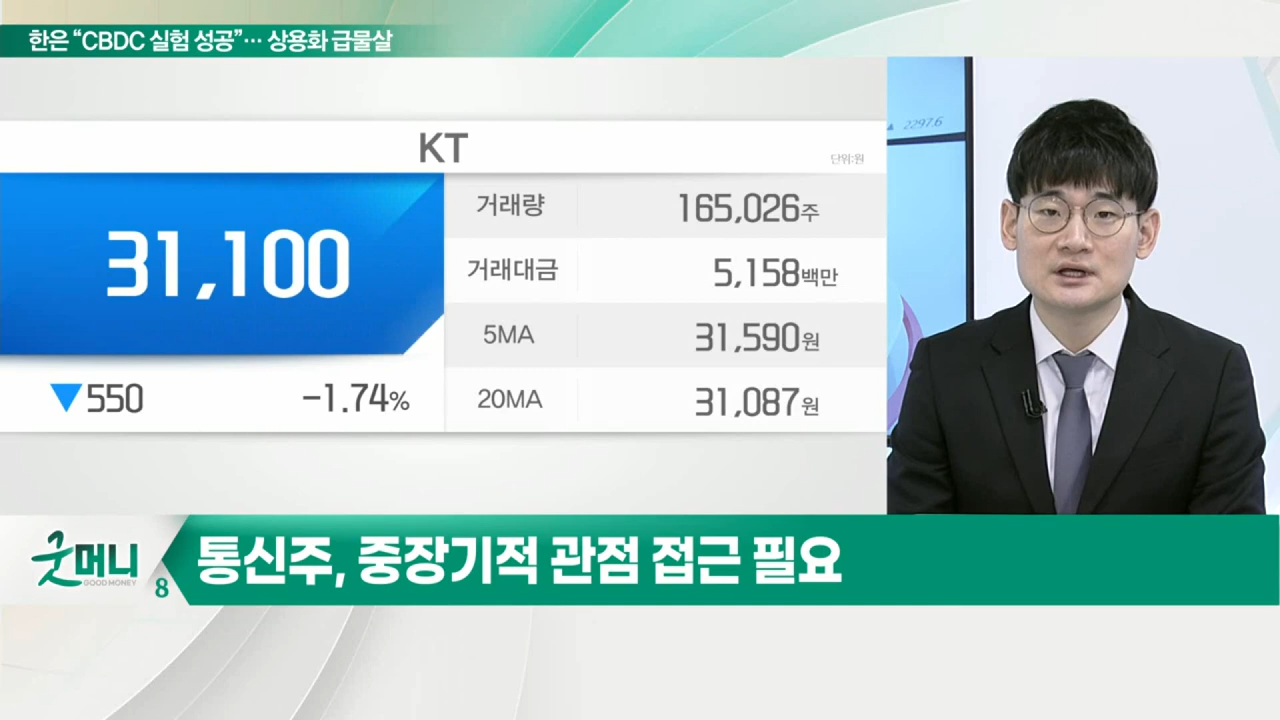 한은 “CBDC 실험 성공”… 상용화 급물살
KT
단위:원
31,100
▼550 -1.74%
거래량 165,026주
거래대금 5,158백만
5MA 31,590원
20MA 31,087원
▲ 2297.6
굿머니
GOOD MONEY
8
통신주, 중장기적 관점 접근 필요